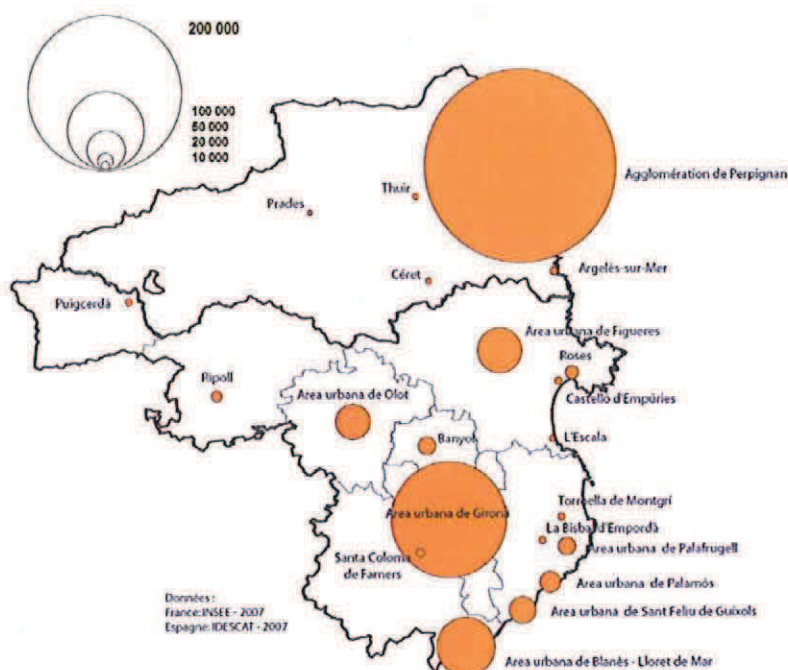 200 000
100 000
50 000
20 000
10 000
Agglomération de Perpignan
Thuir
Prades
Argelès-sur-Mer
Céret
Puigcerdà
Area urbana de Figueres
Roses
Ripoll
Area urbana de Olot
Castelló d'Empúries
Banyol
L'Escala
Torroella de Montgrí
Area urbana de Girona
La Bisbal d'Empordà
Area urbana de Palafrugell
Santa Coloma
de Farners
Area urbana de Palamós
Données :
France: INSEE - 2007
Espagne: IDESCAT - 2007
Area urbana de Sant Feliu de Guíxols
Area urbana de Blanès - Lloret de Mar